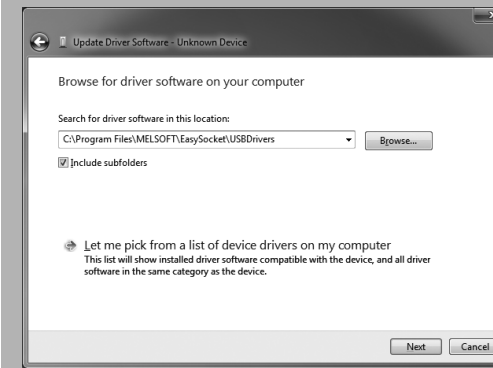 Update Driver Software - Unknown Device
Browse for driver software on your computer
Search for driver software in this location:
C:\Program Files\MELSOFT\EasySocket\USBDrivers
Browse...
Include subfolders
Let me pick from a list of device drivers on my computer
This list will show installed driver software compatible with the device, and all driver
software in the same category as the device.
Next
Cancel